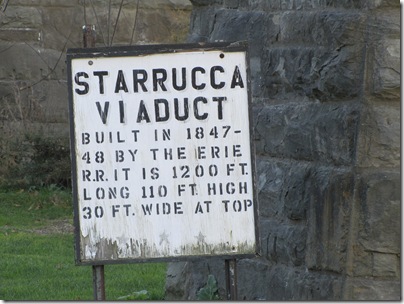 STARRUCCA
VIADUCT
BUILT IN 1847-
48 BY THE ERIE
R.R. IT IS 1200 FT.
LONG 110 FT. HIGH
30 FT. WIDE AT TOP